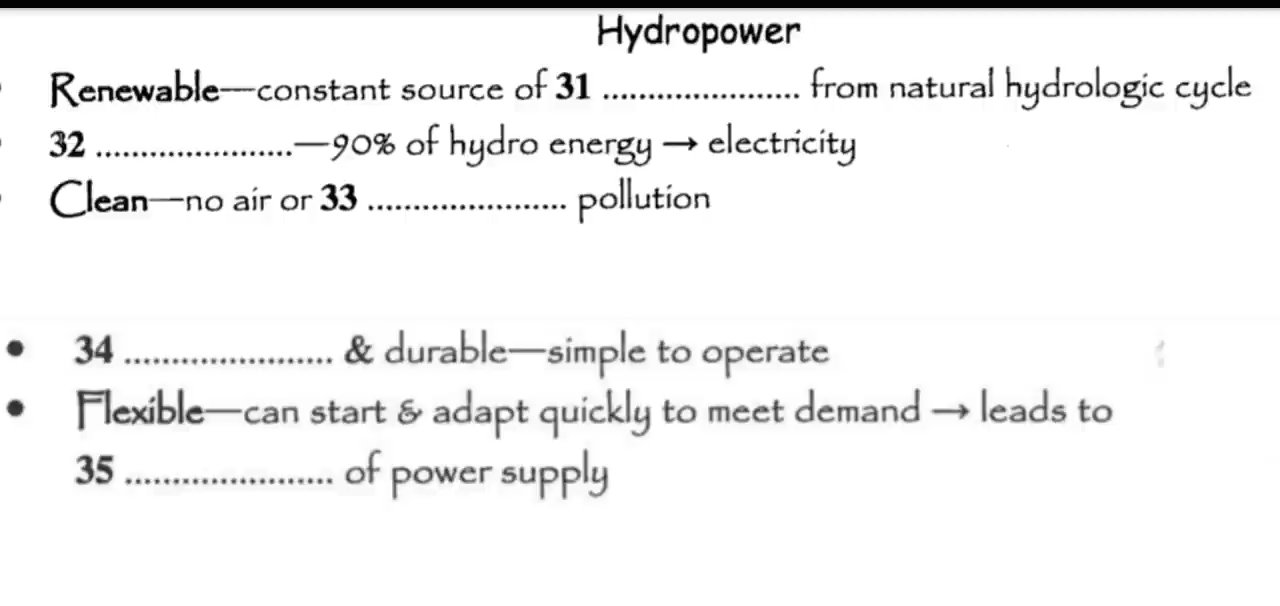 Hydropower
Renewable—constant source of 31 ...................... from natural hydrologic cycle
32 ......................—90% of hydro energy → electricity
Clean—no air or 33 ...................... pollution
• 34 ...................... & durable—simple to operate
• Flexible—can start & adapt quickly to meet demand → leads to
35 ...................... of power supply